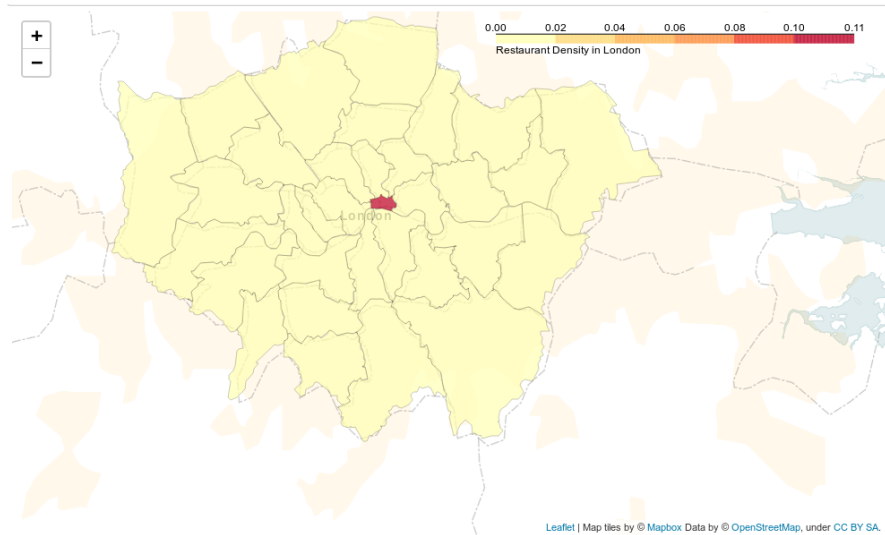 +
−
0.00 0.02 0.04 0.06 0.08 0.10 0.11
Restaurant Density in London
London
Leaflet | Map tiles by © Mapbox Data by © OpenStreetMap, under CC BY SA.